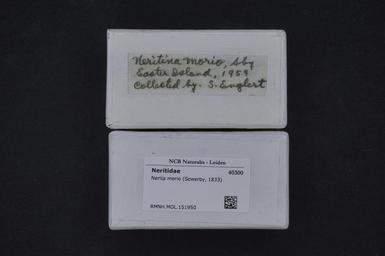 Neritina morio, Sby
Easter Island, 1959
Collected by. S. Englert
NCB Naturalis - Leiden
Neritidae 40300
Nerita morio (Sowerby, 1833)
RMNH.MOL.151950